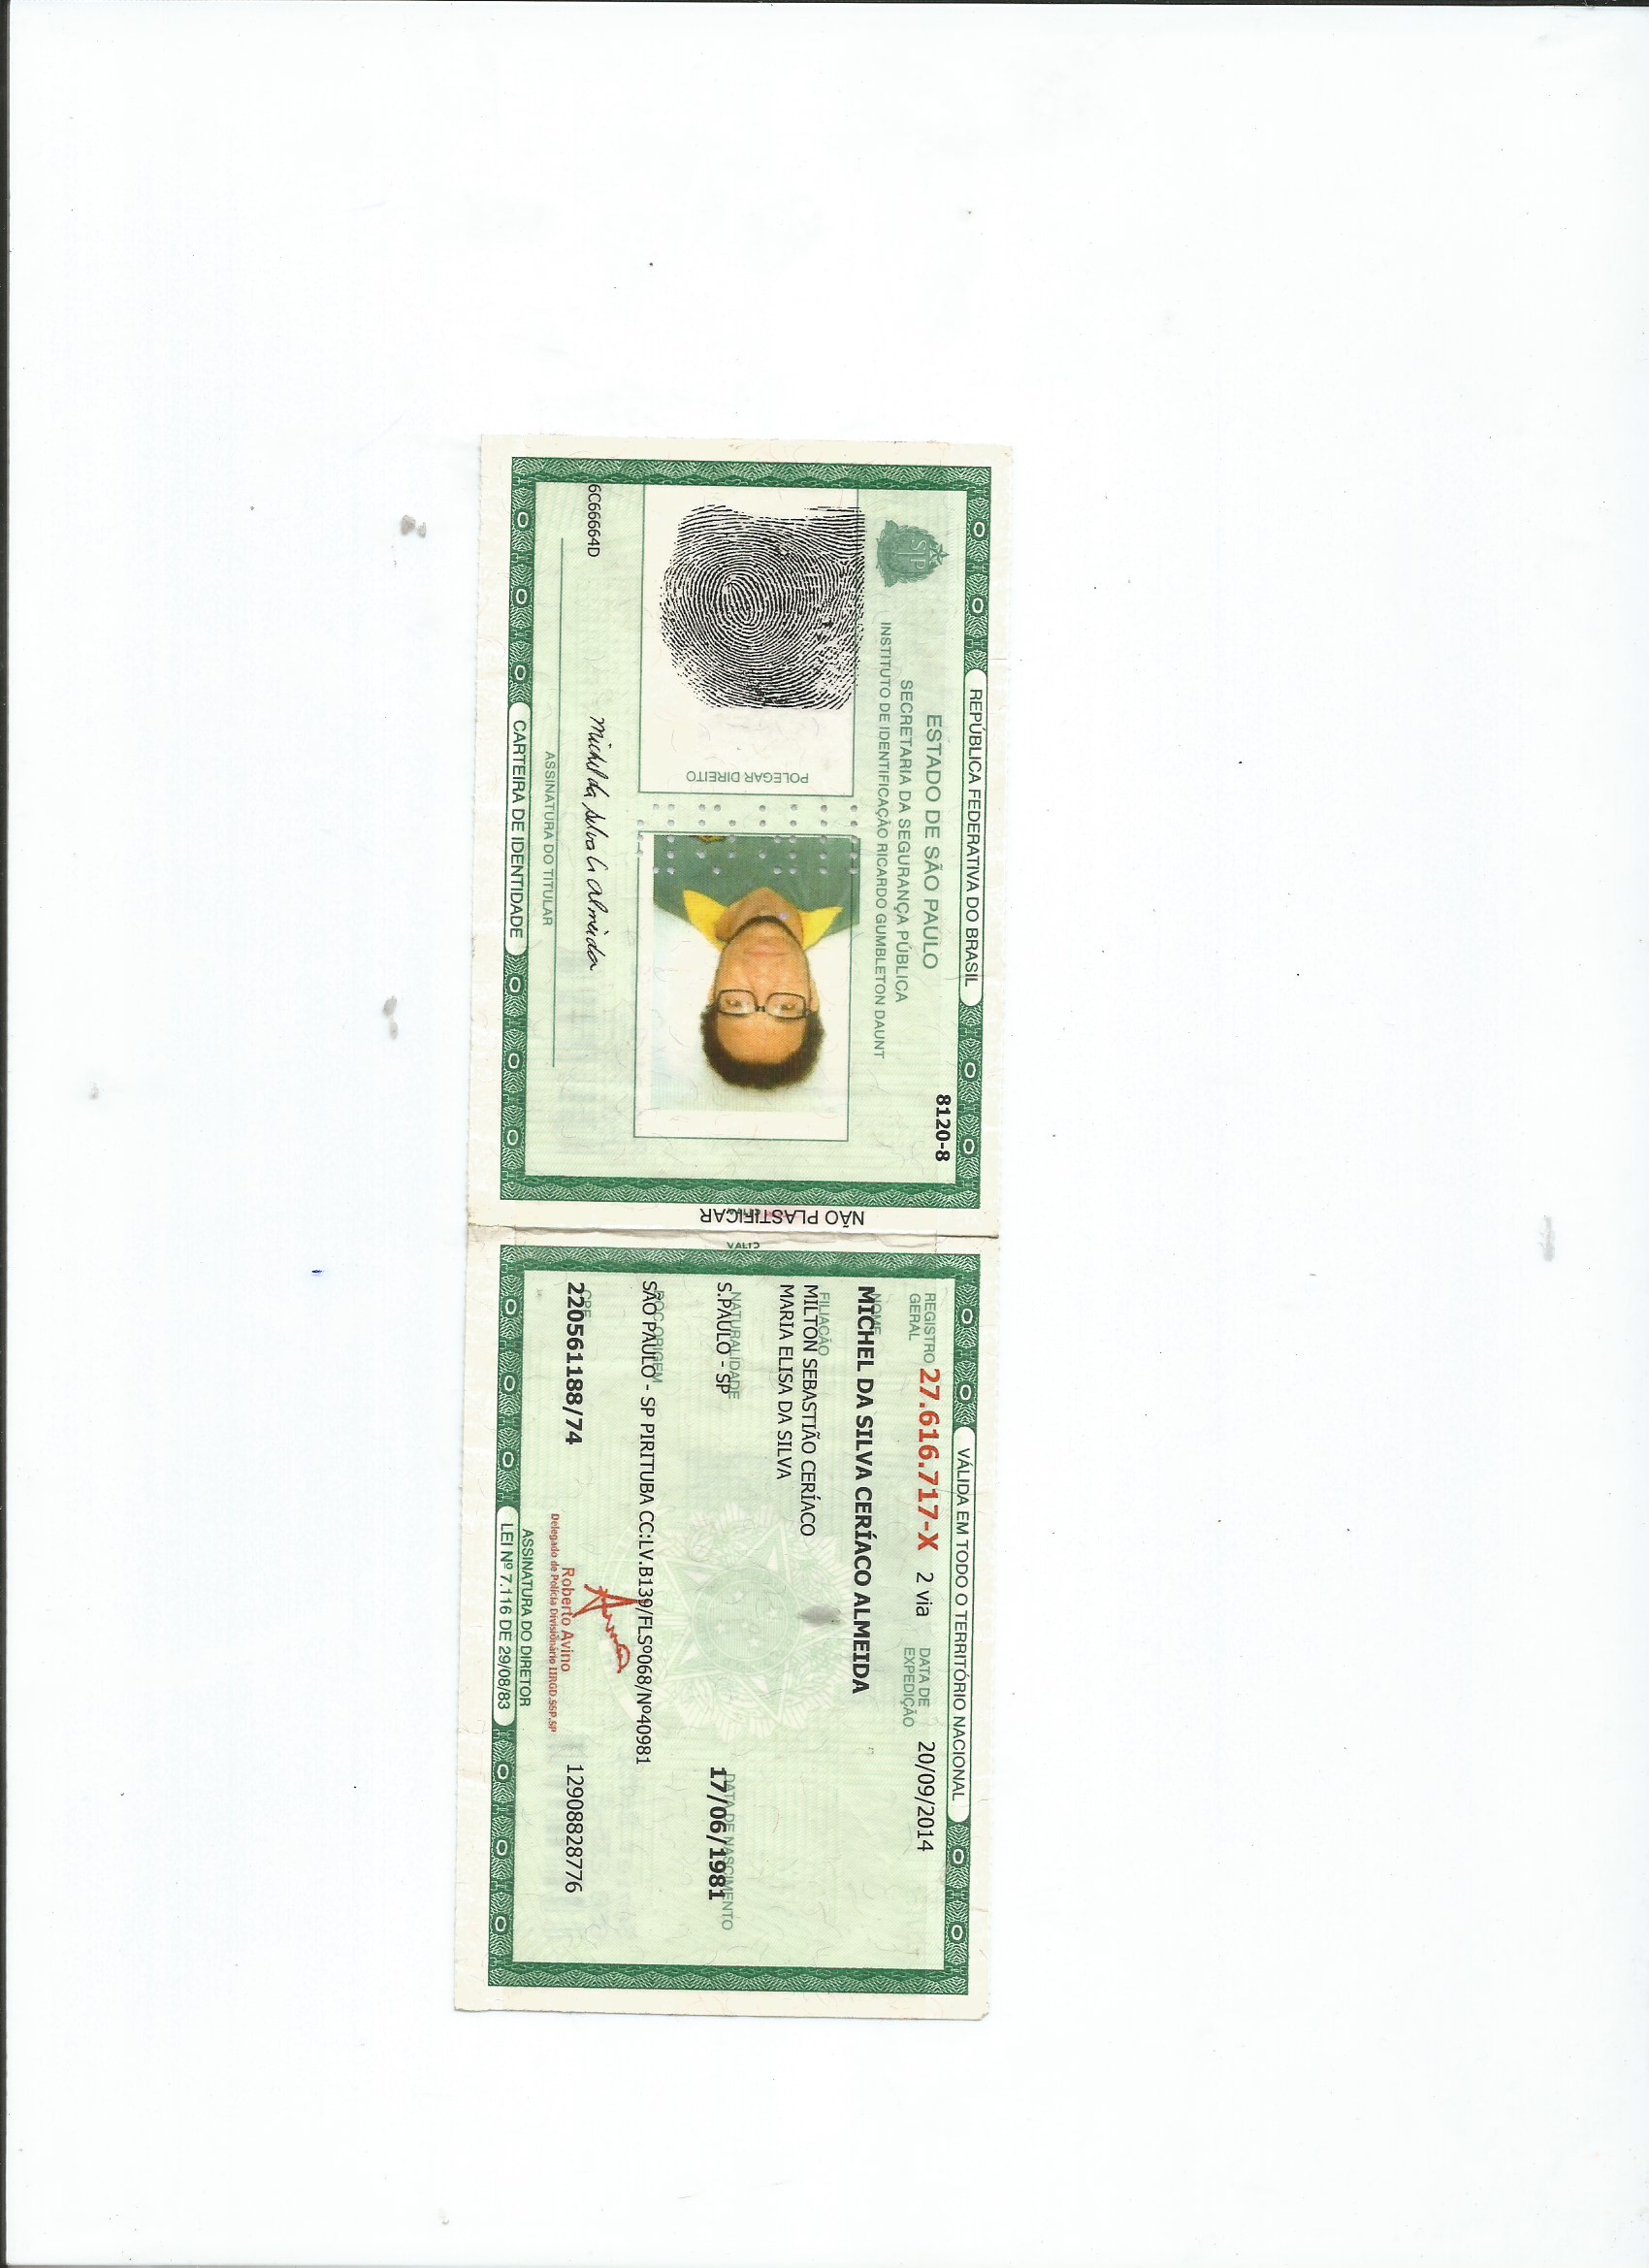 REPÚBLICA FEDERATIVA DO BRASIL
8120-8
ESTADO DE SÃO PAULO
SECRETARIA DA SEGURANÇA PÚBLICA
INSTITUTO DE IDENTIFICAÇÃO RICARDO GUMBLETON DAUNT
POLEGAR DIREITO
6C66664D
Michel da Silva C. Almeida
ASSINATURA DO TITULAR
CARTEIRA DE IDENTIDADE
NÃO PLASTIFICAR
VÁLIDA EM TODO O TERRITÓRIO NACIONAL
REGISTRO GERAL 27.616.717-X 2 via DATA DE EXPEDIÇÃO 20/09/2014
NOME
MICHEL DA SILVA CERÍACO ALMEIDA
FILIAÇÃO
MILTON SEBASTIÃO CERÍACO
MARIA ELISA DA SILVA
NATURALIDADE DATA DE NASCIMENTO
S.PAULO - SP 17/06/1981
DOC ORIGEM
SÃO PAULO - SP PIRITUBA CC:LV.B139/FLSº068/Nº40981
CPF
220561188/74 12908828776
Roberto Avino
Delegado de Polícia Divisionário IIRGD.SSP.SP
ASSINATURA DO DIRETOR
LEI Nº 7.116 DE 29/08/83